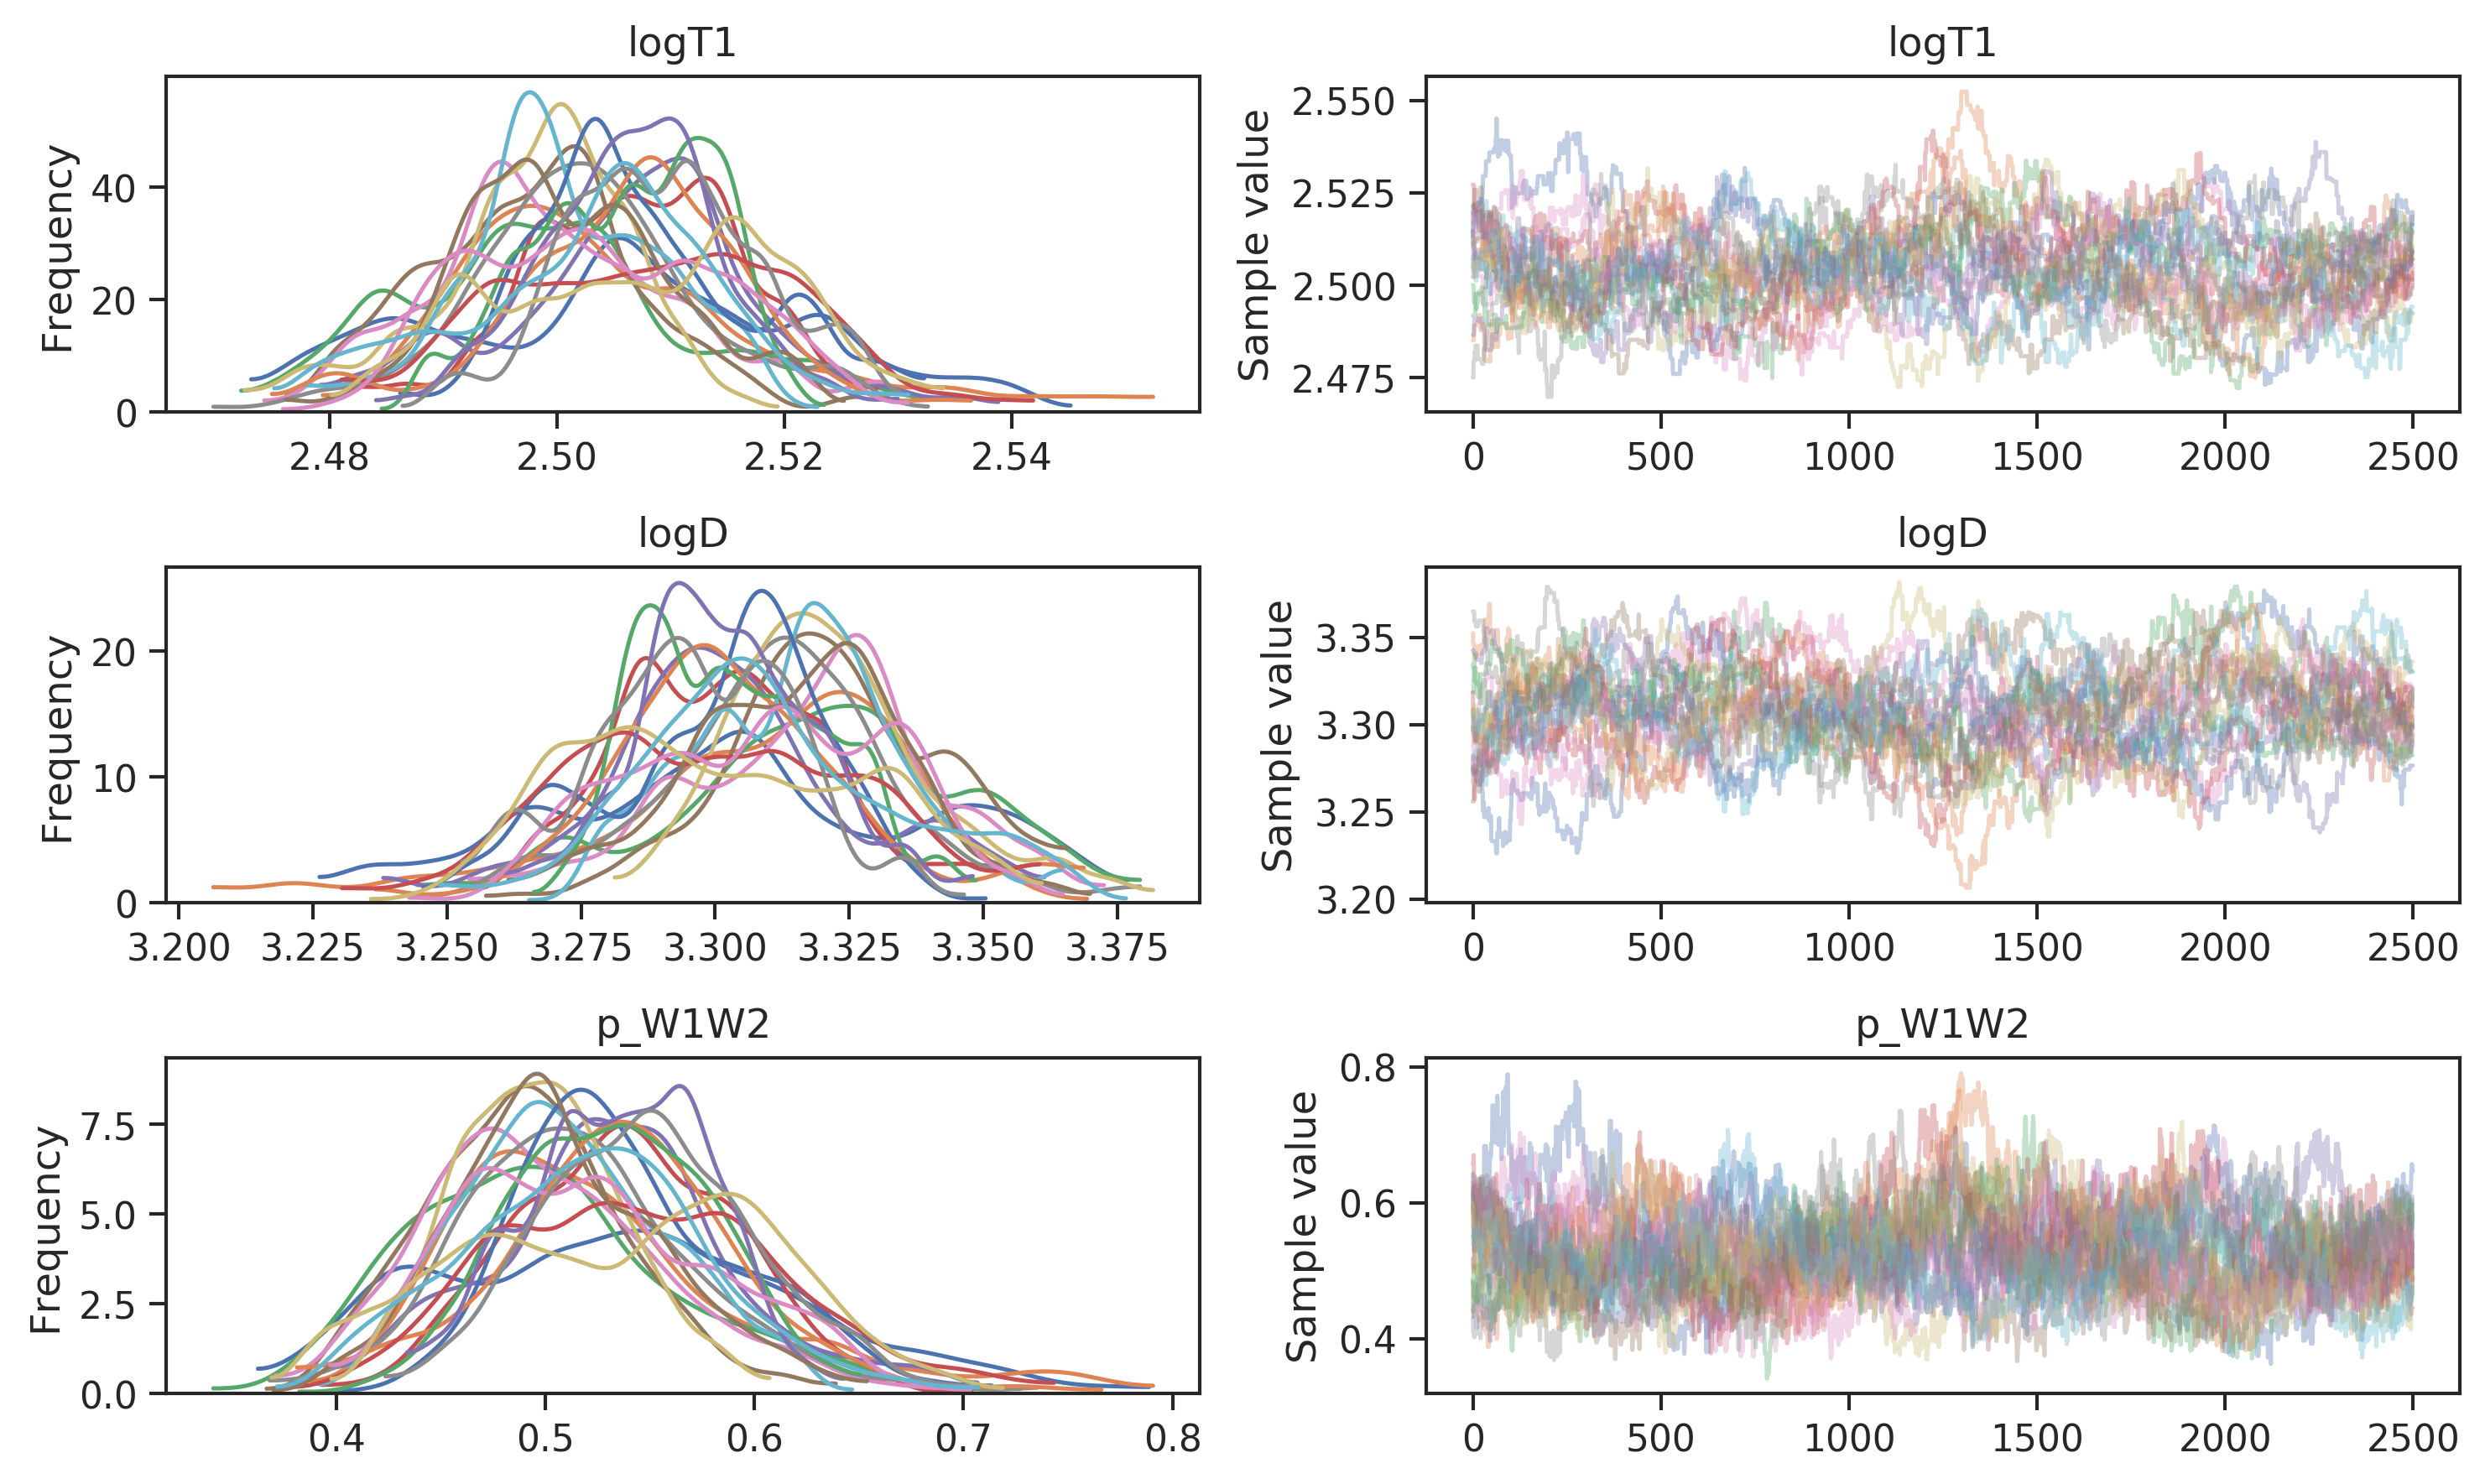 logT1
Frequency
0
20
40
2.48 2.50 2.52 2.54
logT1
Sample value
2.550
2.525
2.500
2.475
0 500 1000 1500 2000 2500
logD
Frequency
20
10
0
3.200 3.225 3.250 3.275 3.300 3.325 3.350 3.375
logD
Sample value
3.35
3.30
3.25
3.20
0 500 1000 1500 2000 2500
p_W1W2
Frequency
7.5
5.0
2.5
0.0
0.4 0.5 0.6 0.7 0.8
p_W1W2
Sample value
0.8
0.6
0.4
0 500 1000 1500 2000 2500